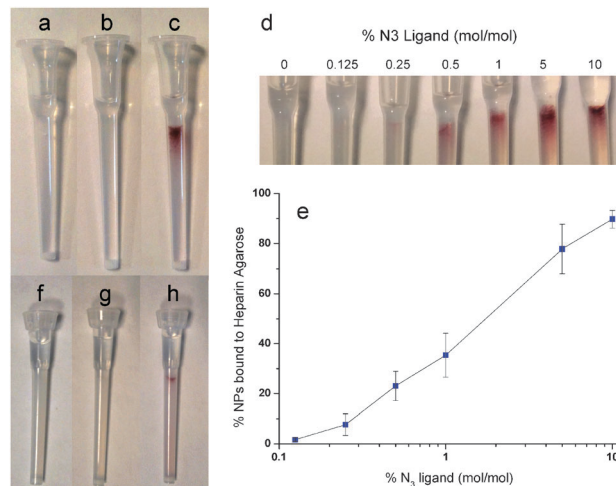 a b c
d
% N3 Ligand (mol/mol)
0 0.125 0.25 0.5 1 5 10
e
% NPs bound to Heparin Agarose
100
80
60
40
20
0
0.1 1 10
% N₃ ligand (mol/mol)
f g h